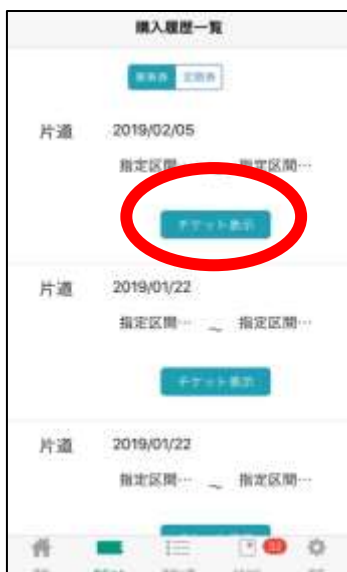 購入履歴一覧
乗車券 定期券
片道 2019/02/05
指定区間… 指定区間…
チケット表示
片道 2019/01/22
指定区間… ～ 指定区間…
チケット表示
片道 2019/01/22
指定区間… ～ 指定区間…